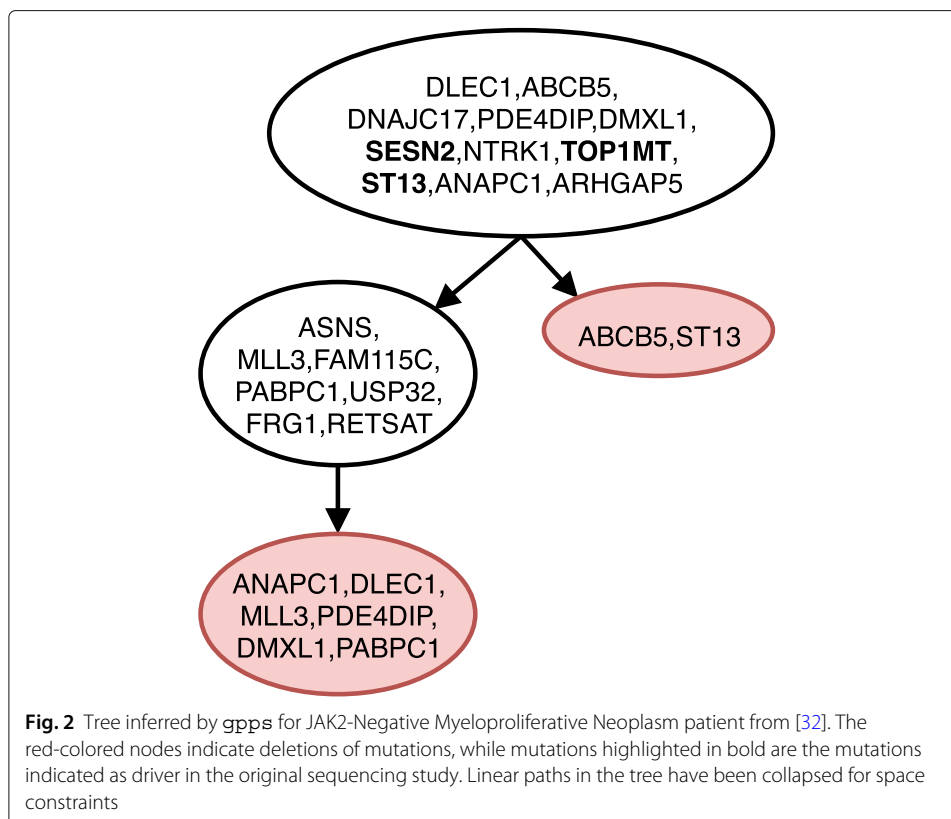 DLEC1,ABCB5,
DNAJC17,PDE4DIP,DMXL1,
SESN2,NTRK1,TOP1MT,
ST13,ANAPC1,ARHGAP5
ASNS,
MLL3,FAM115C,
PABPC1,USP32,
FRG1,RETSAT
ABCB5,ST13
ANAPC1,DLEC1,
MLL3,PDE4DIP,
DMXL1,PABPC1
Fig. 2 Tree inferred by gpps for JAK2-Negative Myeloproliferative Neoplasm patient from [32]. The
red-colored nodes indicate deletions of mutations, while mutations highlighted in bold are the mutations
indicated as driver in the original sequencing study. Linear paths in the tree have been collapsed for space
constraints